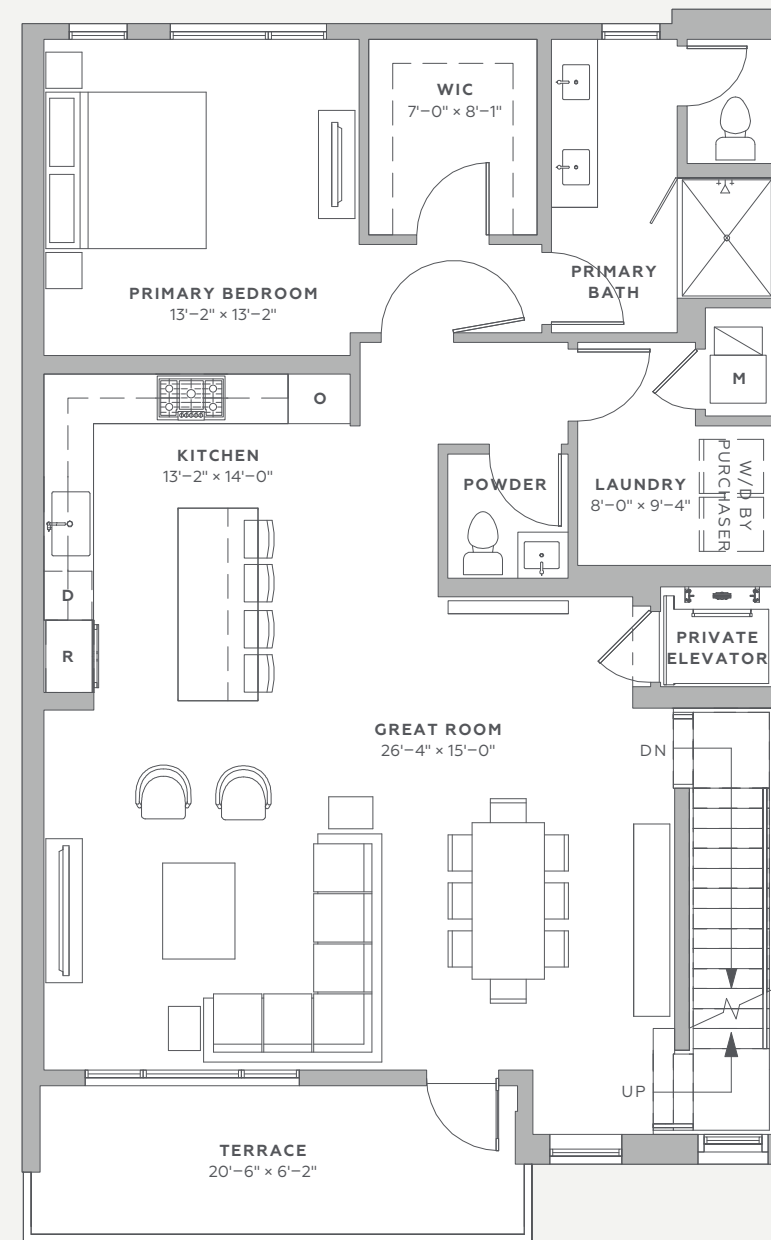 WIC
7'–0" × 8'–1"
PRIMARY
BATH
PRIMARY BEDROOM
13'–2" × 13'–2"
M
O
KITCHEN
13'–2" × 14'–0"
POWDER
LAUNDRY
8'–0" × 9'–4"
W/D BY
PURCHASER
D
R
PRIVATE
ELEVATOR
GREAT ROOM
26'–4" × 15'–0"
DN
UP
TERRACE
20'–6" × 6'–2"